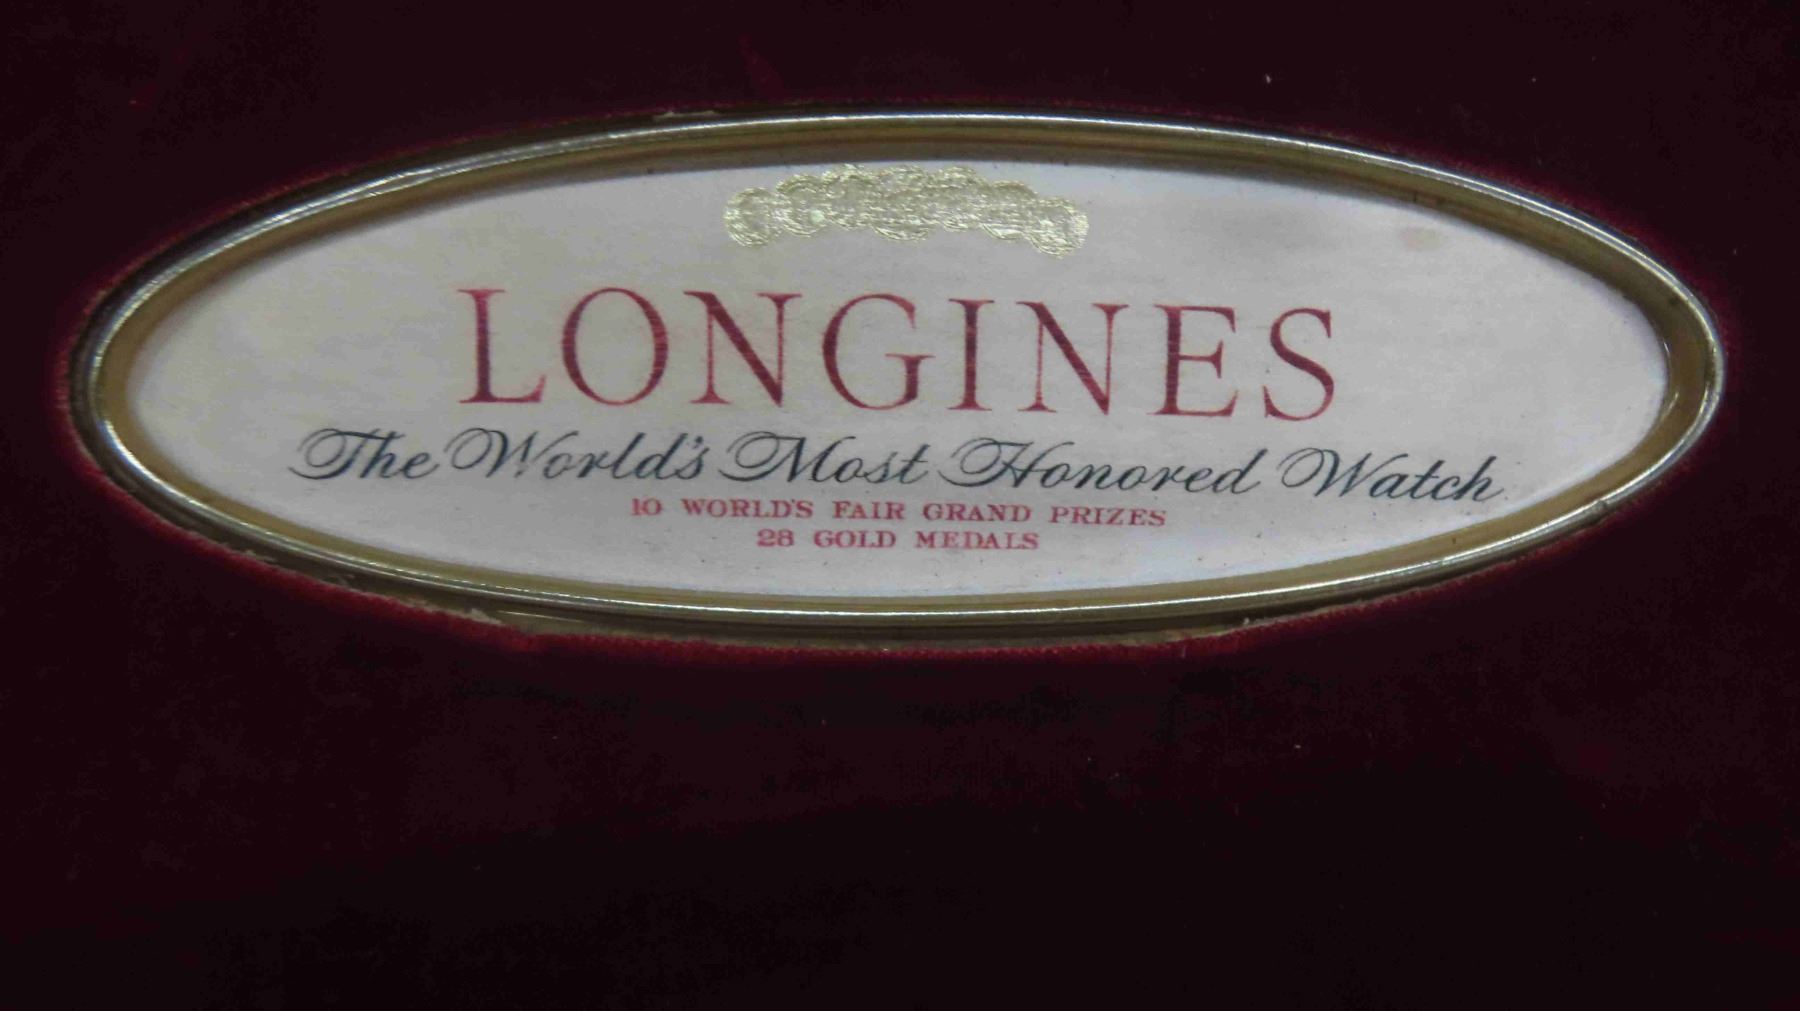 LONGINES
The World's Most Honored Watch
10 WORLD'S FAIR GRAND PRIZES
28 GOLD MEDALS